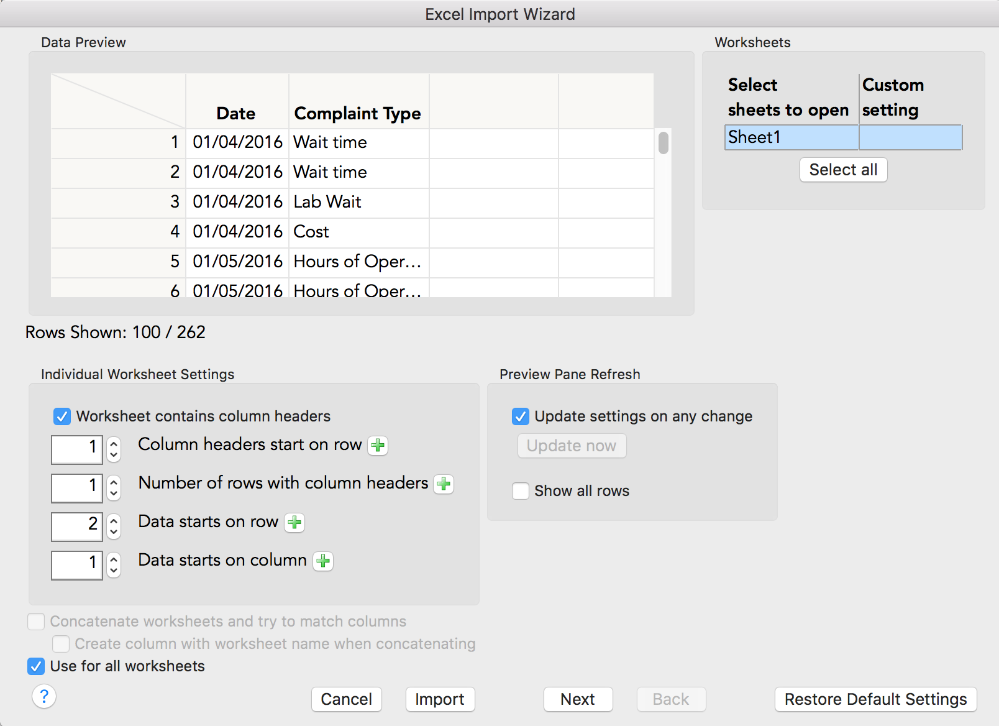 Excel Import Wizard
Data Preview
Date Complaint Type
1 01/04/2016 Wait time
2 01/04/2016 Wait time
3 01/04/2016 Lab Wait
4 01/04/2016 Cost
5 01/05/2016 Hours of Oper...
6 01/05/2016 Hours of Oper...
Rows Shown: 100 / 262
Worksheets
Select
sheets to open
Custom
setting
Sheet1
Select all
Individual Worksheet Settings
Worksheet contains column headers
1 Column headers start on row
1 Number of rows with column headers
2 Data starts on row
1 Data starts on column
Preview Pane Refresh
Update settings on any change
Update now
Show all rows
Concatenate worksheets and try to match columns
Create column with worksheet name when concatenating
Use for all worksheets
? Cancel Import Next Back Restore Default Settings